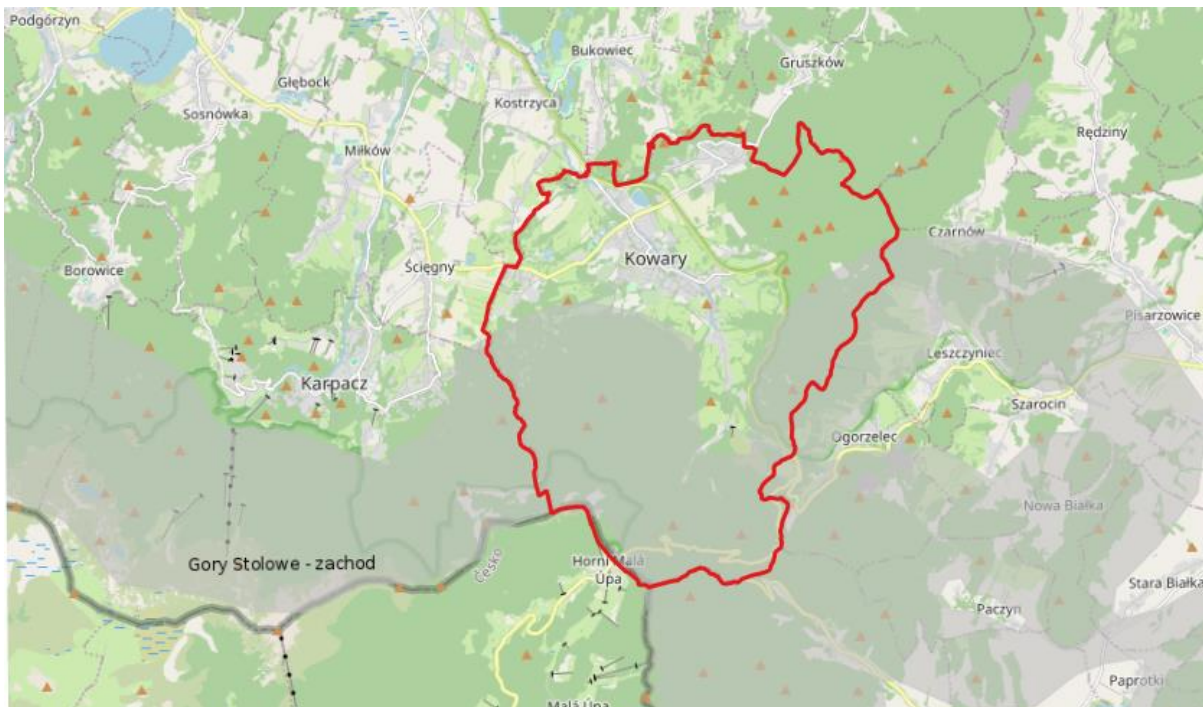 Podgórzyn
Bukowiec
Gruszków
Głębock
Kostrzyca
Sosnówka
Rędziny
Miłków
Czarnów
Kowary
Ścięgny
Borowice
Pisarzowice
Leszczyniec
Karpacz
Szarocin
Ogorzelec
Nowa Białka
Gory Stolowe - zachod
Česko
Horní Malá
Úpa
Stara Białka
Paczyn
Paprotki
Malá Úpa